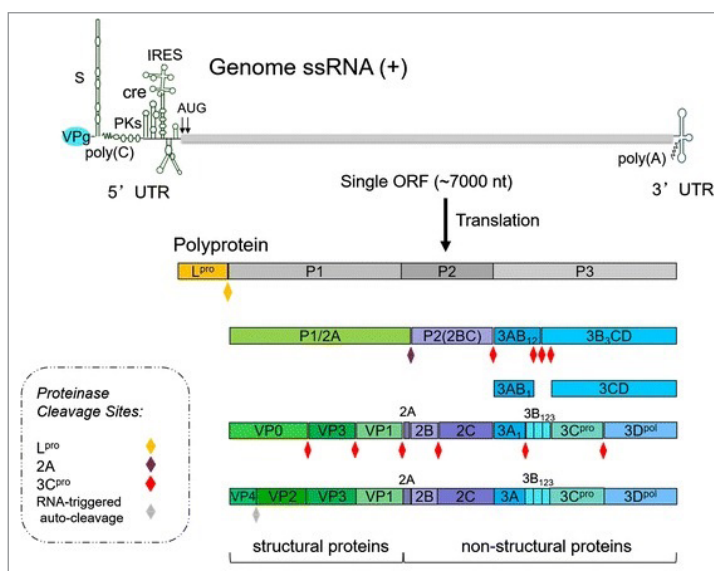 IRES
S
cre
Genome ssRNA (+)
AUG
PKs
VPg
poly(C)
poly(A)
5' UTR
Single ORF (~7000 nt)
3' UTR
Translation
Polyprotein
Lpro P1 P2 P3
P1/2A P2(2BC) 3AB12 3B3CD
3AB1 3CD
2A 3B123
VP0 VP3 VP1 2B 2C 3A1 3Cpro 3Dpol
2A 3B123
VP4 VP2 VP3 VP1 2B 2C 3A 3Cpro 3Dpol
structural proteins non-structural proteins
Proteinase
Cleavage Sites:
Lpro
2A
3Cpro
RNA-triggered
auto-cleavage